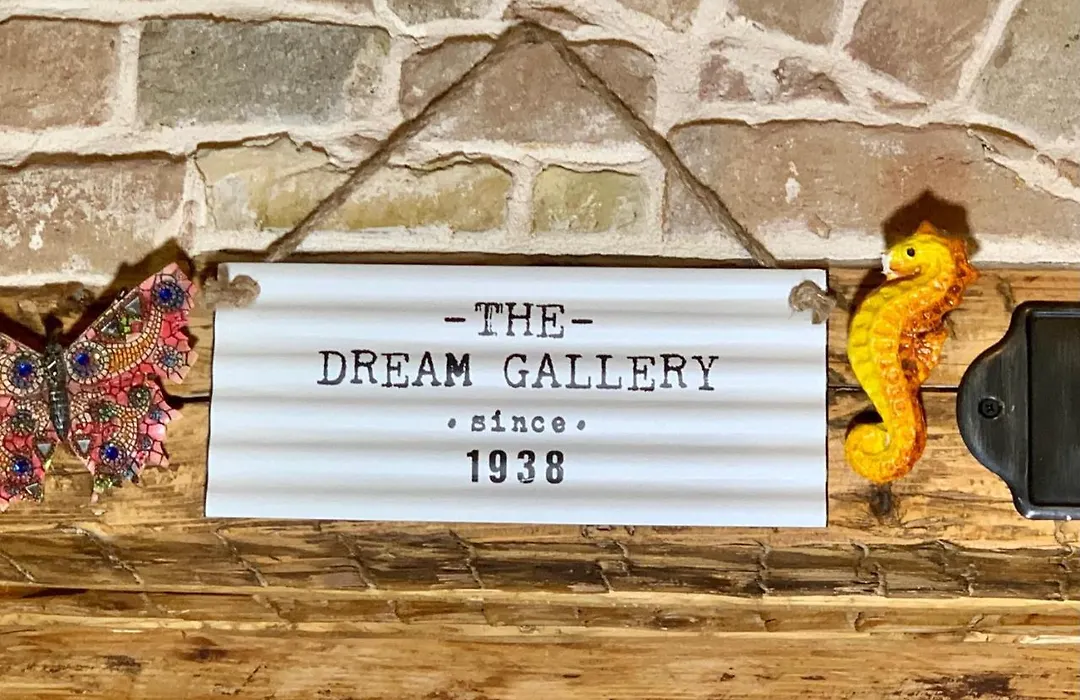 -THE-
DREAM GALLERY
·since·
1938